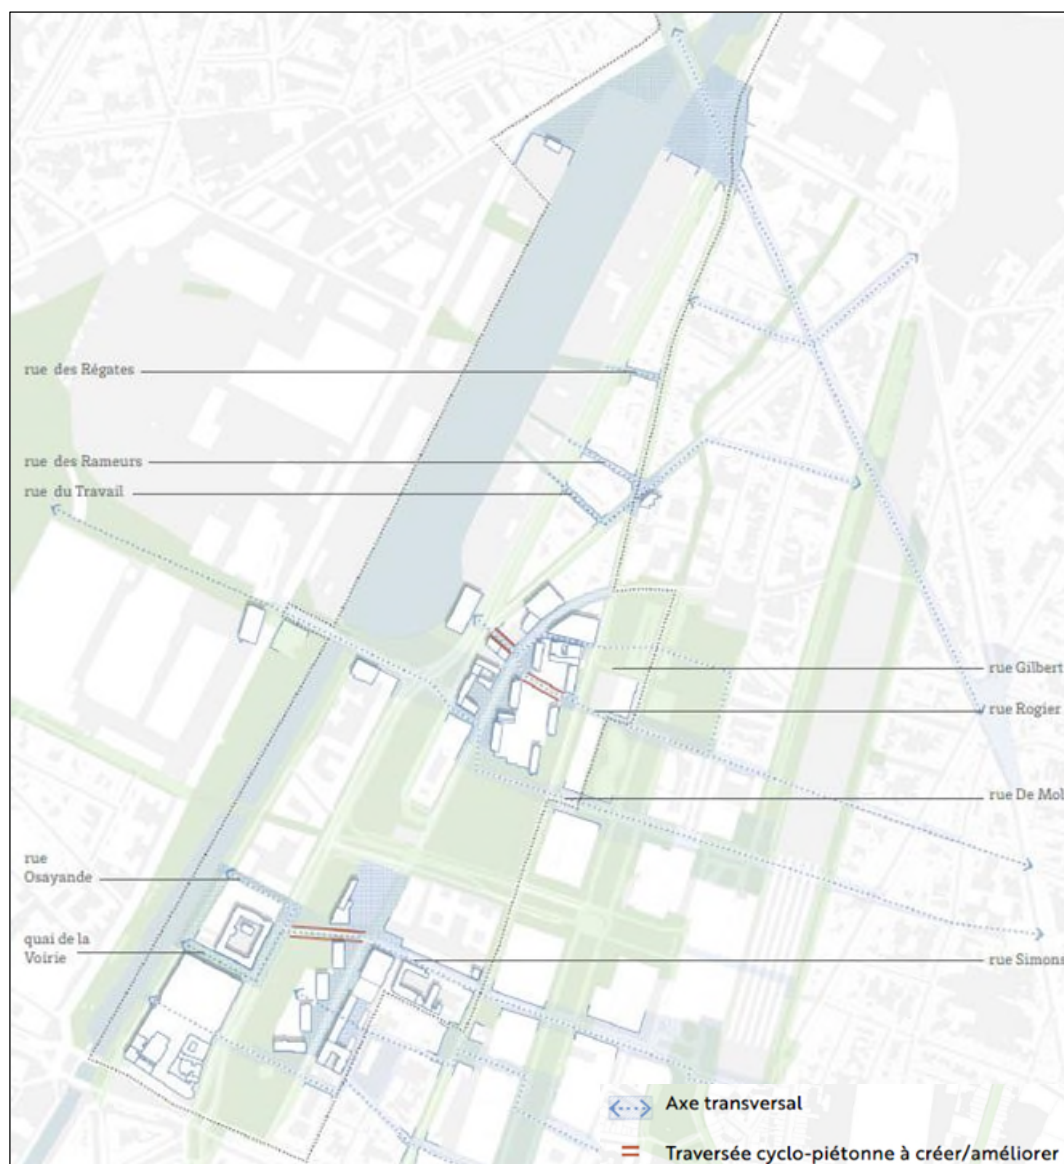 rue des Régates
rue des Rameurs
rue du Travail
rue Gilbert
rue Rogier
rue De Mol
rue
Osayande
quai de la
Voirie
rue Simons
Axe transversal
Traversée cyclo-piétonne à créer/améliorer